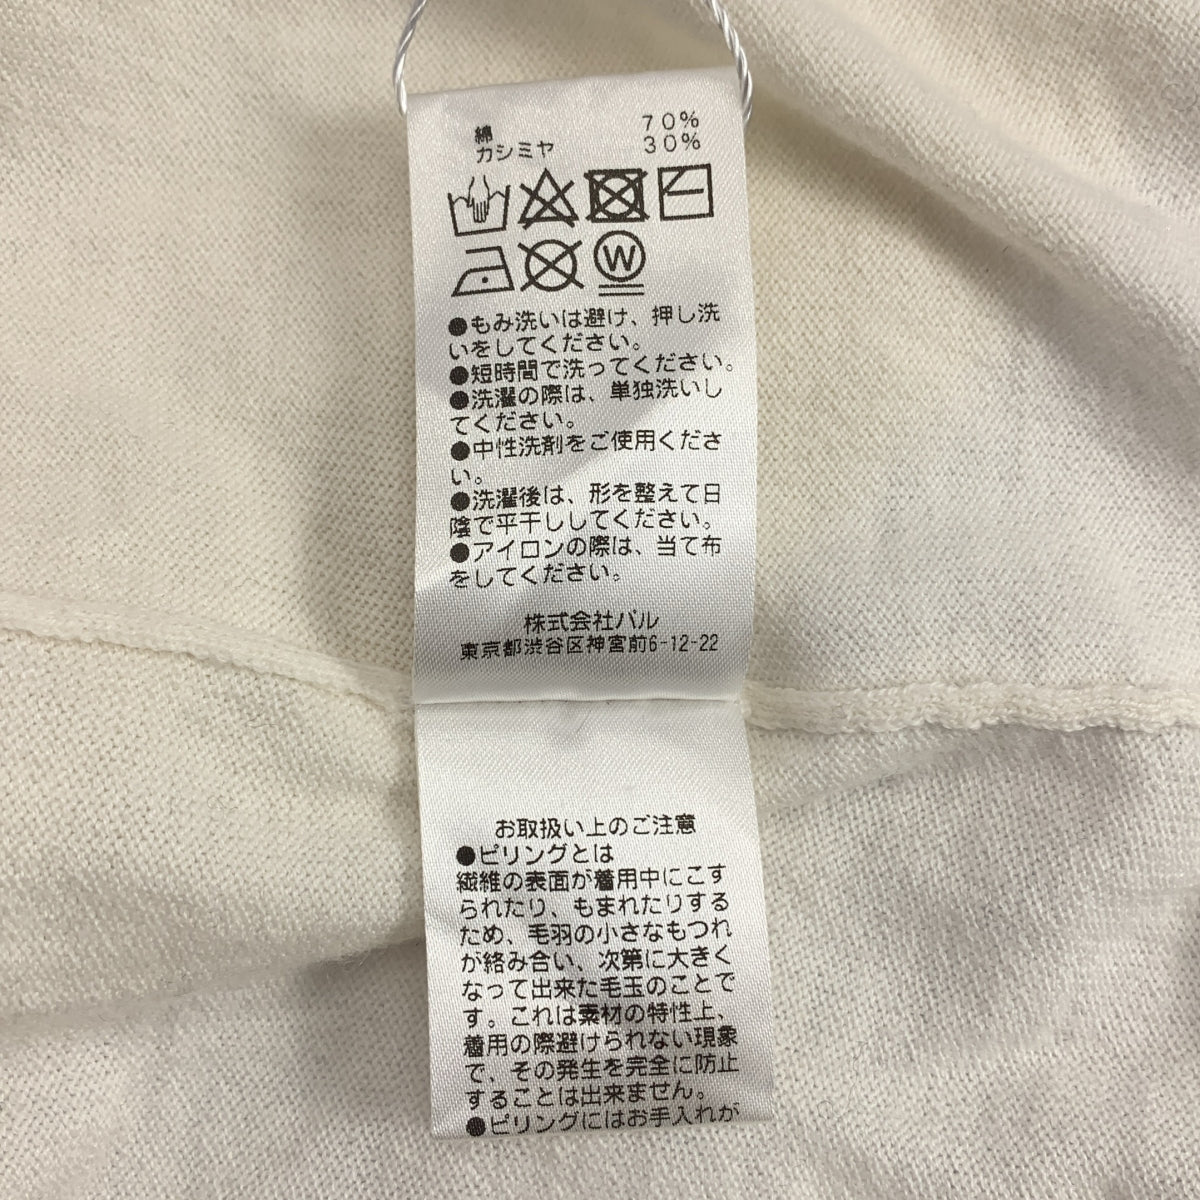 綿 70%
カシミヤ 30%
W
●もみ洗いは避け、押し洗
いをしてください。
●短時間で洗ってください。
●洗濯の際は、単独洗いし
てください。
●中性洗剤をご使用くださ
い。
●洗濯後は、形を整えて日
陰で平干ししてください。
●アイロンの際は、当て布
をしてください。
株式会社パル
東京都渋谷区神宮前6-12-22
お取扱い上のご注意
●ピリングとは
繊維の表面が着用中にこす
られたり、もまれたりする
ため、毛羽の小さなもつれ
が絡み合い、次第に大きく
なって出来た毛玉のことで
す。これは素材の特性上、
着用の際避けられない現象
で、その発生を完全に防止
することは出来ません。
●ピリングにはお手入れが